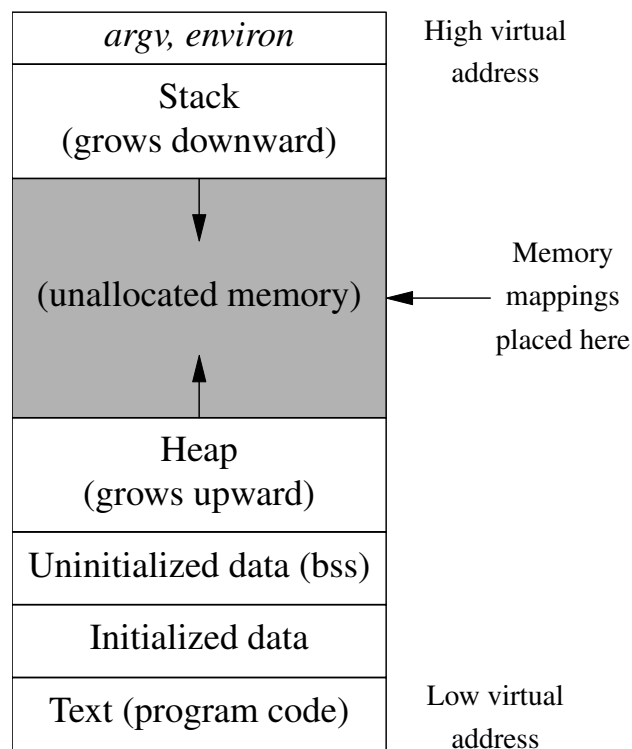 argv, environ
High virtual
address
Stack
(grows downward)
(unallocated memory)
Memory
mappings
placed here
Heap
(grows upward)
Uninitialized data (bss)
Initialized data
Text (program code)
Low virtual
address